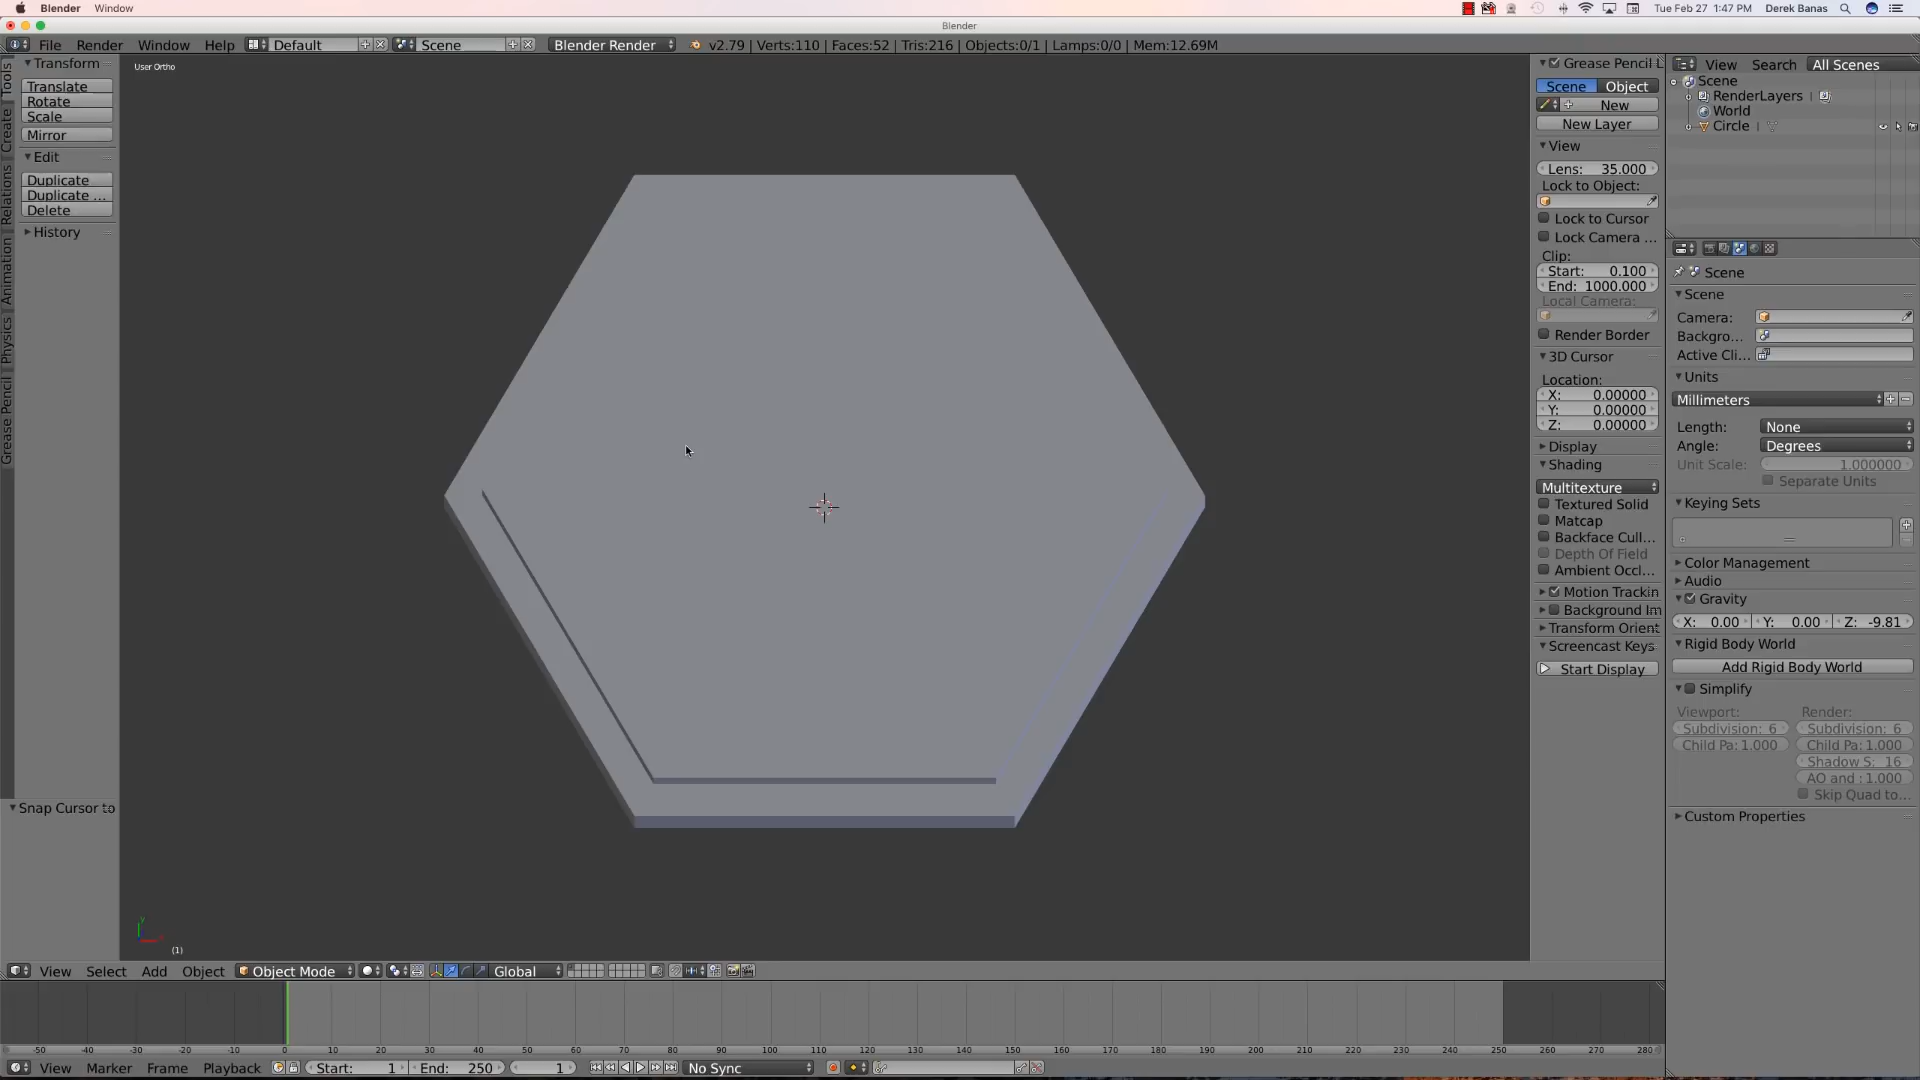 Blender Window
Tue Feb 27 1:47 PM Derek Banas
Blender
File Render Window Help Default Scene Blender Render v2.79 | Verts:110 | Faces:52 | Tris:216 | Objects:0/1 | Lamps:0/0 | Mem:12.69M
Tools
Create
Relations
Animation
Physics
Grease Pencil
Transform
Translate
Rotate
Scale
Mirror
Edit
Duplicate
Duplicate ...
Delete
History
Snap Cursor to
User Ortho
y
(1)
Grease Pencil L
Scene Object
New
New Layer
View
Lens: 35.000
Lock to Object:
Lock to Cursor
Lock Camera ...
Clip:
Start: 0.100
End: 1000.000
Local Camera:
Render Border
3D Cursor
Location:
X: 0.00000
Y: 0.00000
Z: 0.00000
Display
Shading
Multitexture
Textured Solid
Matcap
Backface Cull...
Depth Of Field
Ambient Occl...
Motion Trackin
Background Im
Transform Orient
Screencast Keys
Start Display
View Search All Scenes
Scene
RenderLayers
World
Circle
Scene
Scene
Camera:
Backgro...
Active Cli...
Units
Millimeters
Length: None
Angle: Degrees
Unit Scale: 1.000000
Separate Units
Keying Sets
Color Management
Audio
Gravity
X: 0.00 Y: 0.00 Z: -9.81
Rigid Body World
Add Rigid Body World
Simplify
Viewport: Render:
Subdivision: 6 Subdivision: 6
Child Pa: 1.000 Child Pa: 1.000
Shadow S: 16
AO and : 1.000
Skip Quad to...
Custom Properties
View Select Add Object Object Mode Global
-50 -40 -30 -20 -10 0 10 20 30 40 50 60 70 80 90 100 110 120 130 140 150 160 170 180 190 200 210 220 230 240 250 260 270 280
View Marker Frame Playback Start: 1 End: 250 1 No Sync